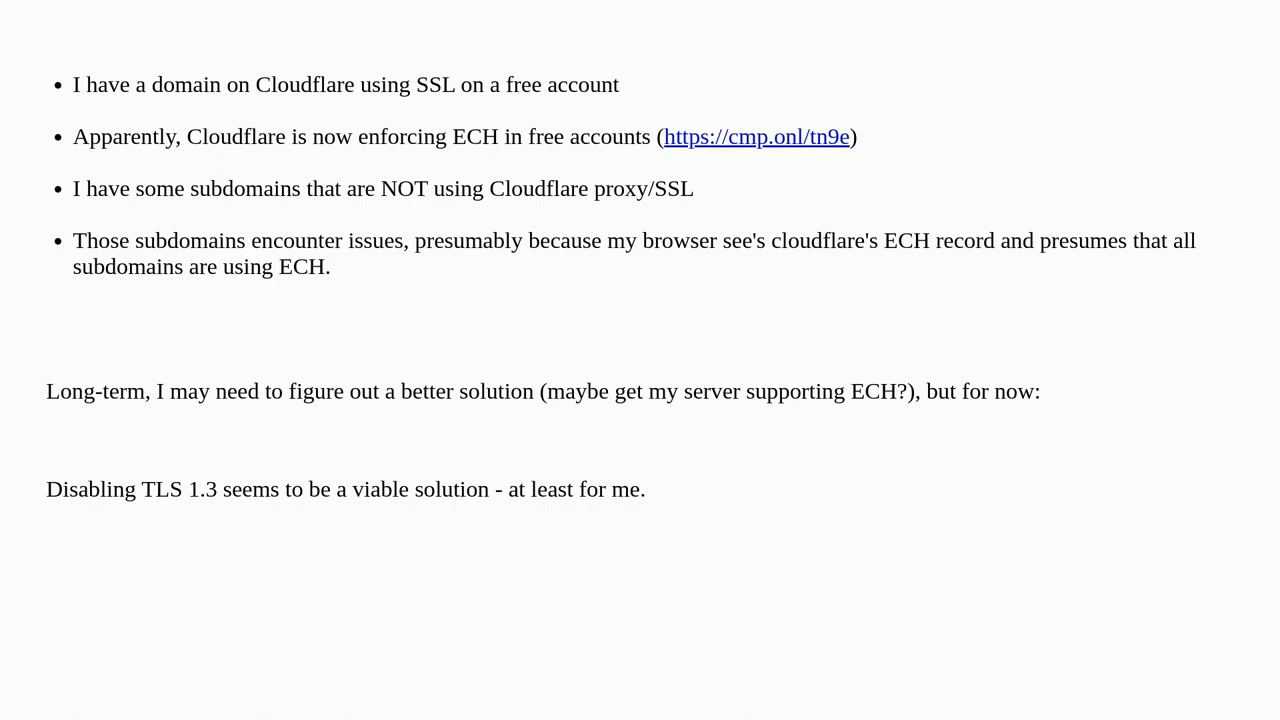 • I have a domain on Cloudflare using SSL on a free account
• Apparently, Cloudflare is now enforcing ECH in free accounts (https://cmp.onl/tn9e)
• I have some subdomains that are NOT using Cloudflare proxy/SSL
• Those subdomains encounter issues, presumably because my browser see's cloudflare's ECH record and presumes that all
subdomains are using ECH.
Long-term, I may need to figure out a better solution (maybe get my server supporting ECH?), but for now:
Disabling TLS 1.3 seems to be a viable solution - at least for me.